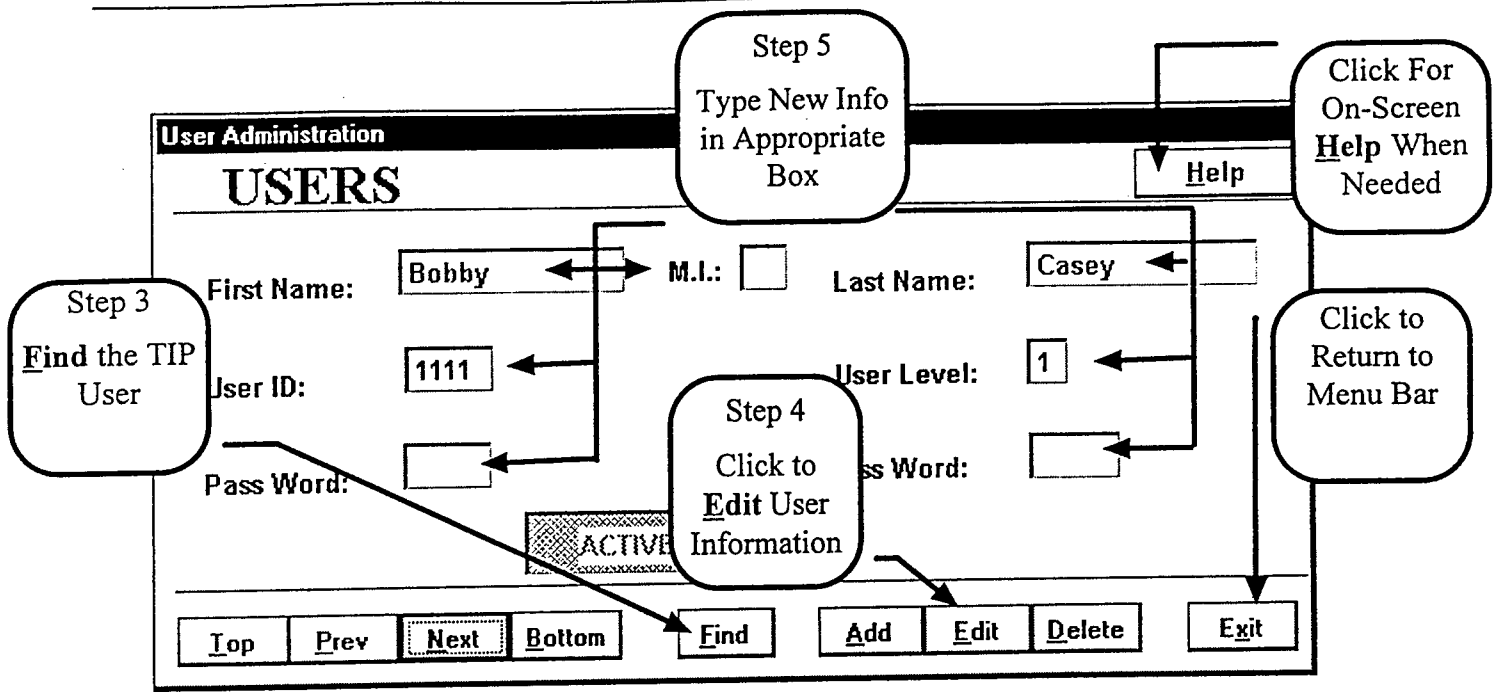 Step 5
Type New Info
in Appropriate
Box
Click For
On-Screen
Help When
Needed
User Administration
USERS
Help
First Name:
Bobby
M.I.:
Last Name:
Casey
Step 3
Find the TIP
User
Click to
Return to
Menu Bar
User ID:
1111
User Level:
1
Step 4
Click to
Edit User
Information
Pass Word:
ss Word:
ACTIVE
Top
Prev
Next
Bottom
Find
Add
Edit
Delete
Exit